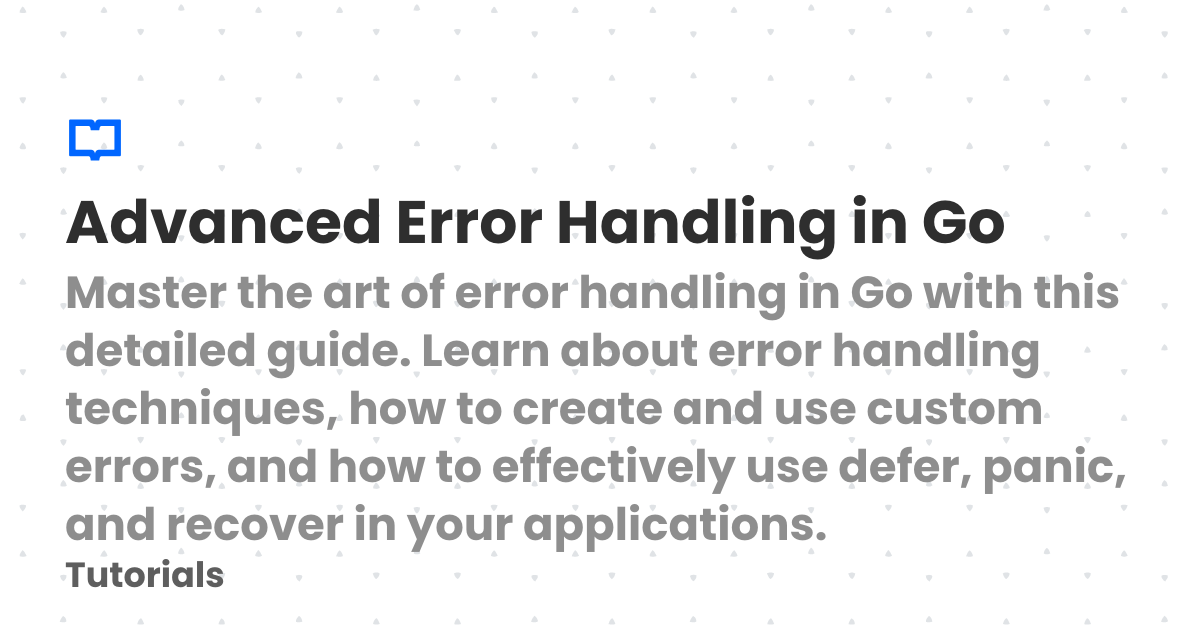 Advanced Error Handling in Go
Master the art of error handling in Go with this
detailed guide. Learn about error handling
techniques, how to create and use custom
errors, and how to effectively use defer, panic,
and recover in your applications.
Tutorials